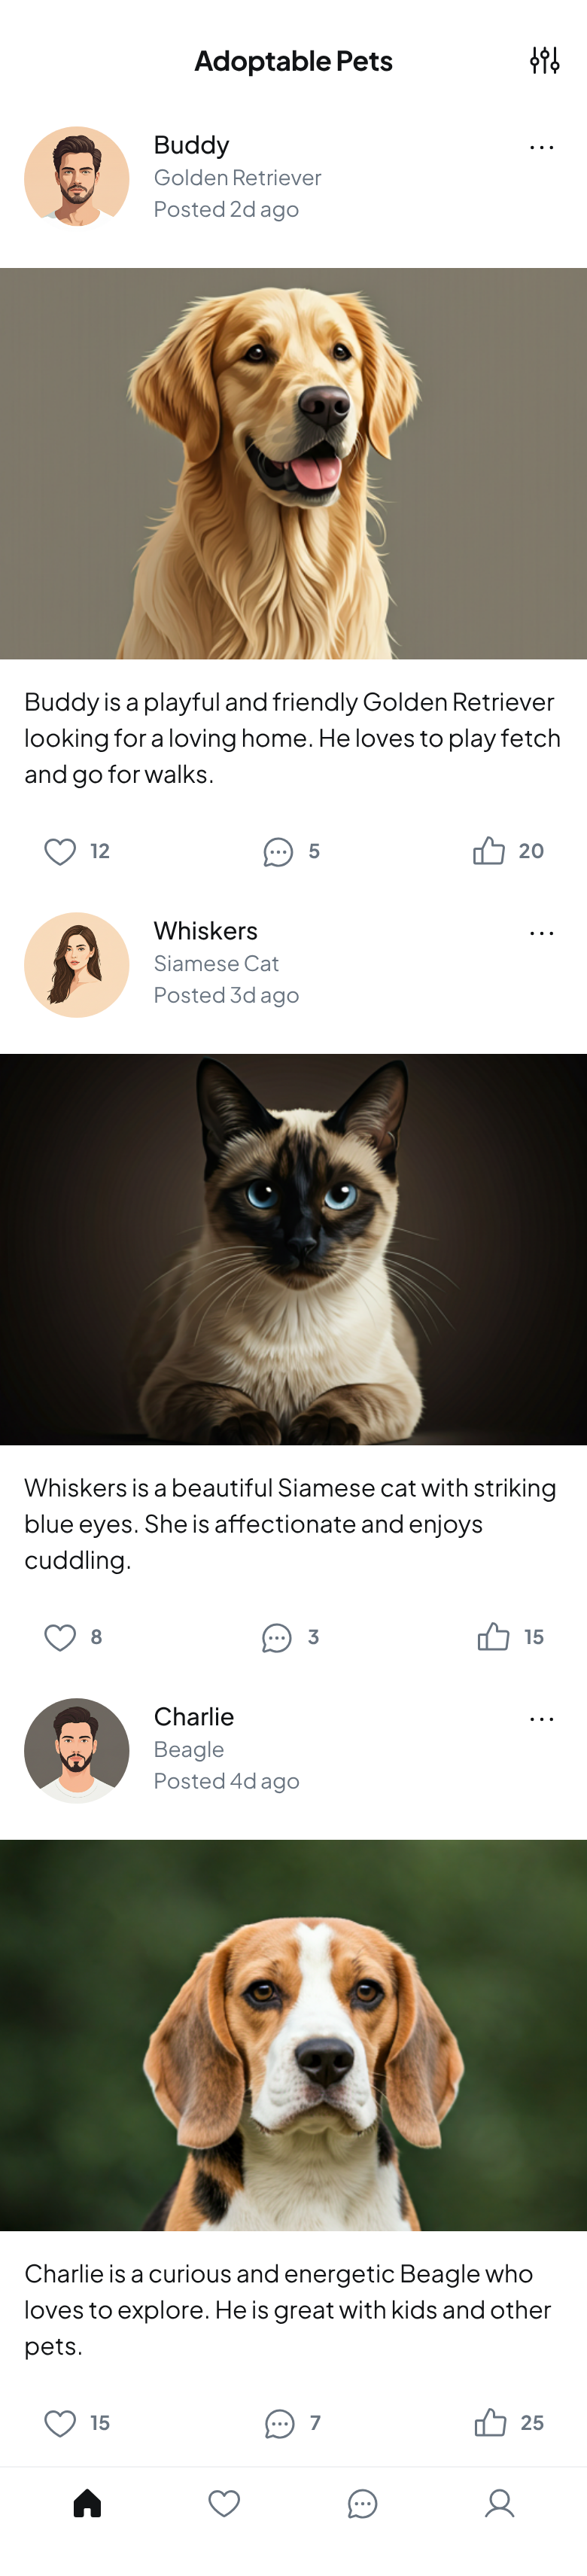 Adoptable Pets
Buddy
Golden Retriever
Posted 2d ago
Buddy is a playful and friendly Golden Retriever
looking for a loving home. He loves to play fetch
and go for walks.
12 5 20
Whiskers
Siamese Cat
Posted 3d ago
Whiskers is a beautiful Siamese cat with striking
blue eyes. She is affectionate and enjoys
cuddling.
8 3 15
Charlie
Beagle
Posted 4d ago
Charlie is a curious and energetic Beagle who
loves to explore. He is great with kids and other
pets.
15 7 25